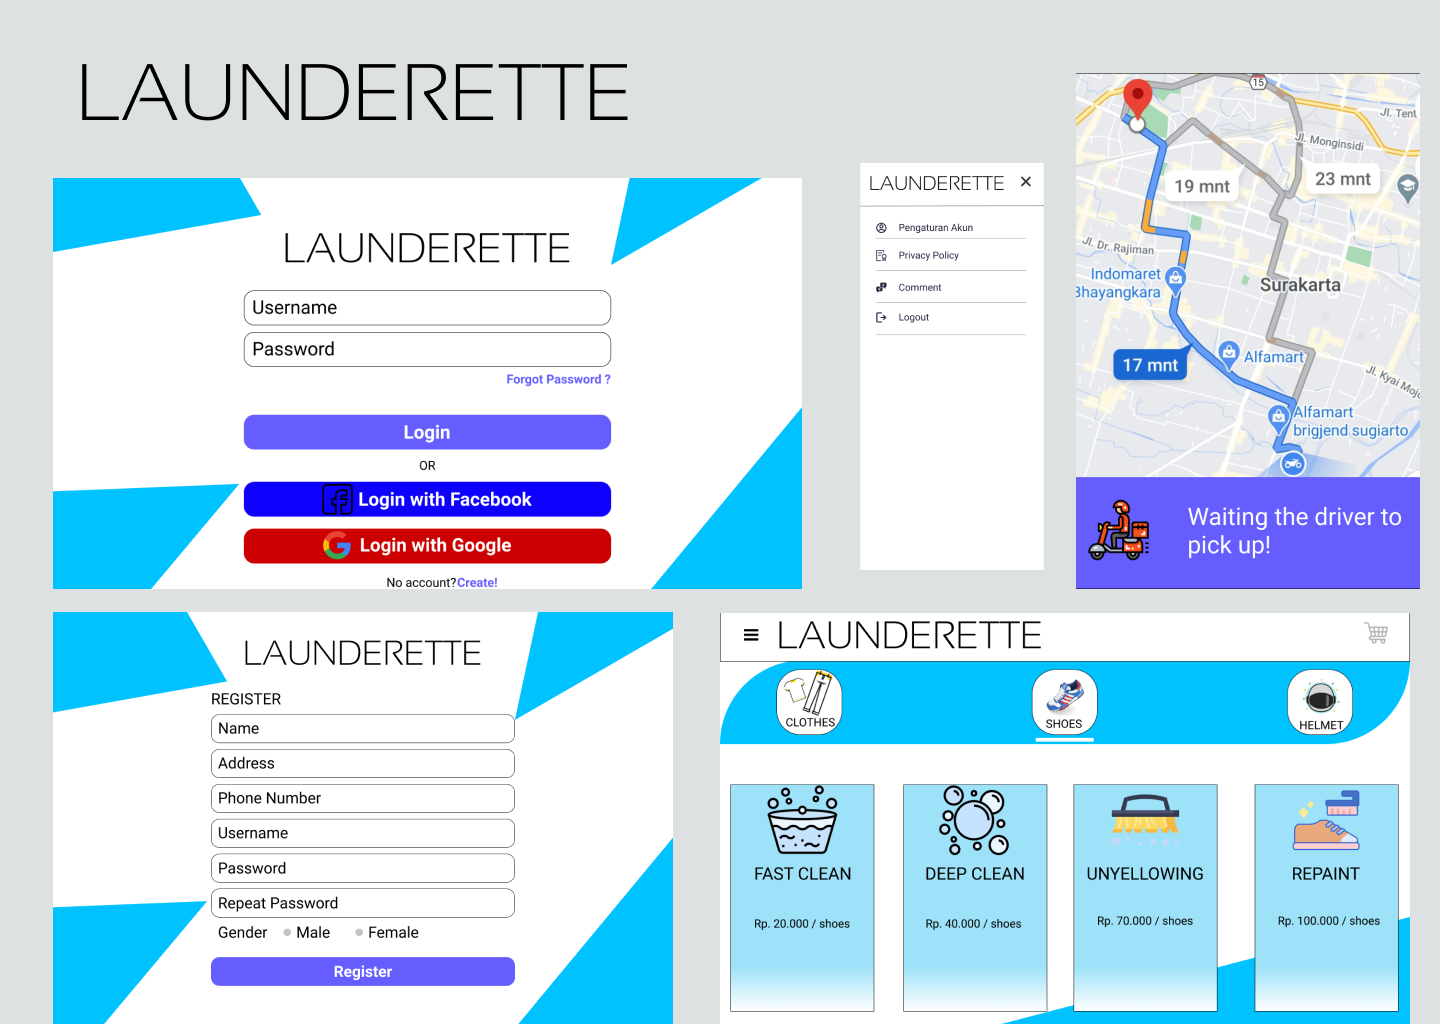 LAUNDERETTE
LAUNDERETTE
Username
Password
Forgot Password ?
Login
OR
Login with Facebook
Login with Google
No account?Create!
LAUNDERETTE
Pengaturan Akun
Privacy Policy
Comment
Logout
15
Jl. Tent
Jl. Monginsidi
19 mnt
23 mnt
Jl. Dr. Rajiman
Indomaret
Bhayangkara
Surakarta
17 mnt
Alfamart
Jl. Kyai Mojo
Alfamart
brigjend sugiarto
Waiting the driver to
pick up!
LAUNDERETTE
REGISTER
Name
Address
Phone Number
Username
Password
Repeat Password
Gender Male Female
Register
LAUNDERETTE
CLOTHES
SHOES
HELMET
FAST CLEAN
Rp. 20.000 / shoes
DEEP CLEAN
Rp. 40.000 / shoes
UNYELLOWING
Rp. 70.000 / shoes
REPAINT
Rp. 100.000 / shoes